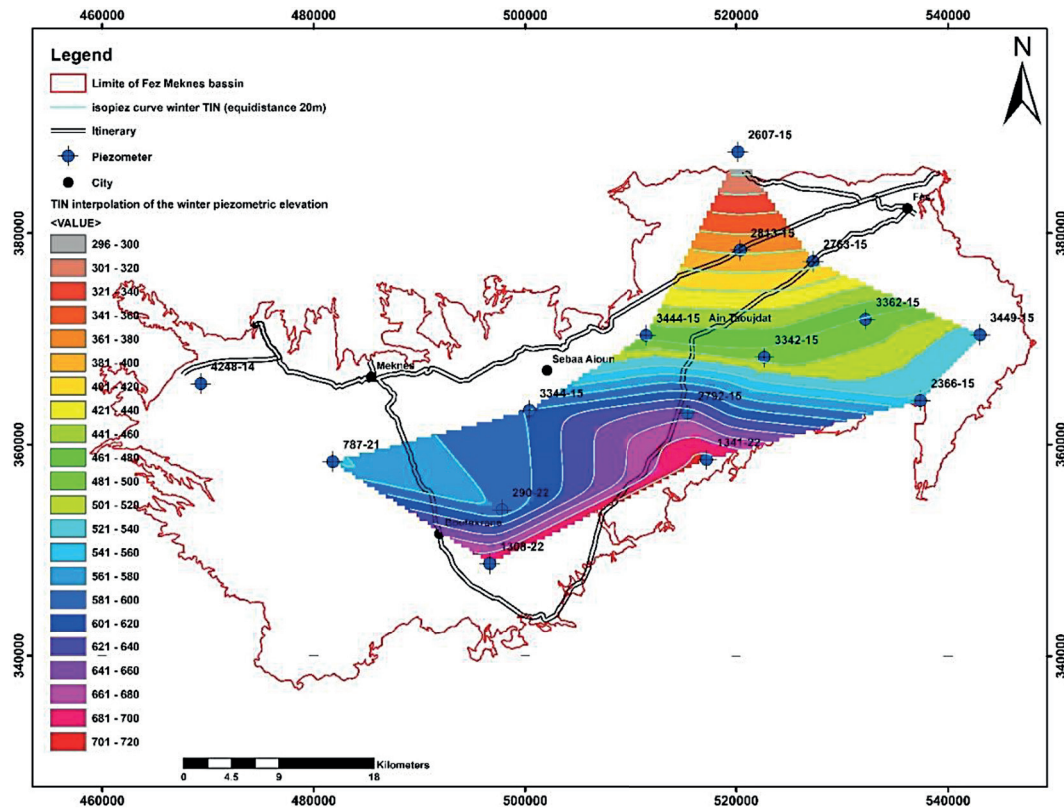 460000 480000 500000 520000 540000
N
Legend
Limite of Fez Meknes bassin
isopiez curve winter TIN (equidistance 20m)
Itinerary
Piezometer
City
TIN interpolation of the winter piezometric elevation
<VALUE>
296 - 300
301 - 320
321 - 340
341 - 360
361 - 380
381 - 400
401 - 420
421 - 440
441 - 460
461 - 480
481 - 500
501 - 520
521 - 540
541 - 560
561 - 580
581 - 600
601 - 620
621 - 640
641 - 660
661 - 680
681 - 700
701 - 720
2607-15
380000
380000
2813-15
2763-15
3362-15
Ain Taoujdat
3444-15
3449-15
3342-15
Sebaa Aioun
Meknes
4248-14
2366-15
3344-15
2792-15
360000
360000
1341-22
787-21
290-22
1308-22
340000
340000
Kilometers
0 4.5 9 18
460000 480000 500000 520000 540000